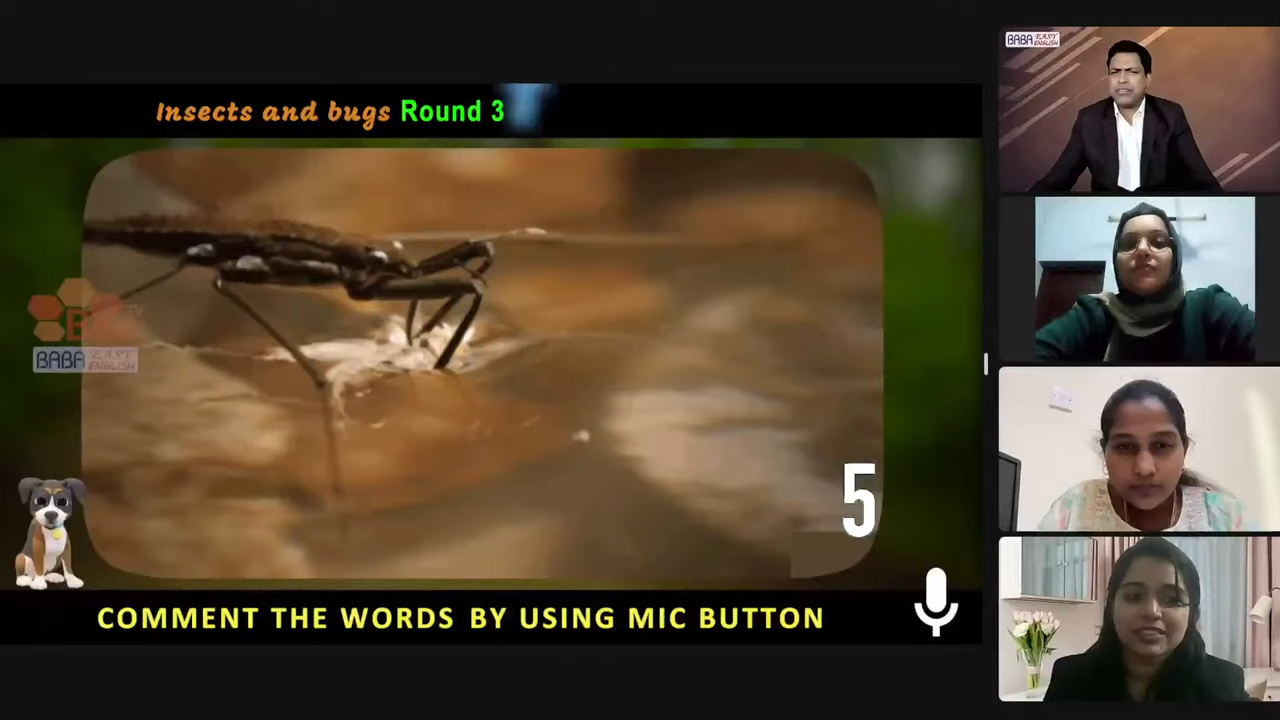 Insects and bugs Round 3
BABA EASY ENGLISH
5
COMMENT THE WORDS BY USING MIC BUTTON
BABA EASY ENGLISH